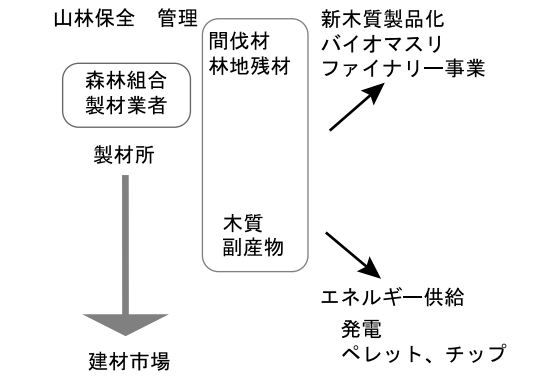 山林保全　管理
間伐材
林地残材
新木質製品化
バイオマスリ
ファイナリー事業
森林組合
製材業者
製材所
木質
副産物
エネルギー供給
発電
ペレット、チップ
建材市場